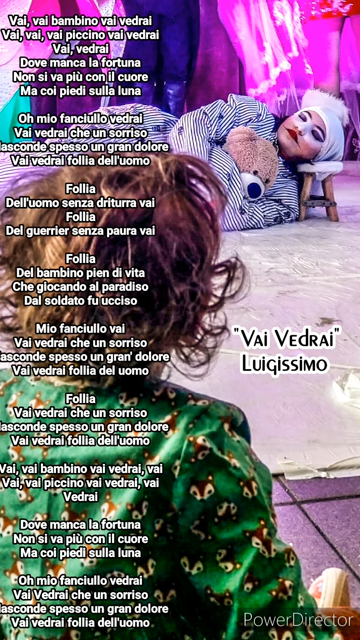 Vai, vai bambino vai vedrai
Vai, vai, vai piccino vai vedrai
Vai, vedrai
Dove manca la fortuna
Non si va più con il cuore
Ma coi piedi sulla luna
Oh mio fanciullo vedrai
Vai vedrai che un sorriso
asconde spesso un gran dolore
Vai vedrai follia dell'uomo
Follia
Dell'uomo senza driturra vai
Follia
Del guerrier senza paura vai
Follia
Del bambino pien di vita
Che giocando al paradiso
Dal soldato fu ucciso
Mio fanciullo vai
Vai vedrai che un sorriso
asconde spesso un gran' dolore
Vai vedrai follia del uomo
Follia
Vai vedrai che un sorriso
asconde spesso un gran dolore
Vai vedrai follia dell'uomo
Vai, vai bambino vai vedrai, vai
Vai, vai piccino vai vedrai, vai
Vedrai
Dove manca la fortuna
Non si va più con il cuore
Ma coi piedi sulla luna
Oh mio fanciullo vedrai
Vai Vedrai che un sorriso
asconde spesso un gran dolore
Vai vedrai follia dell'uomo
"Vai Vedrai"
Luigissimo
PowerDirector